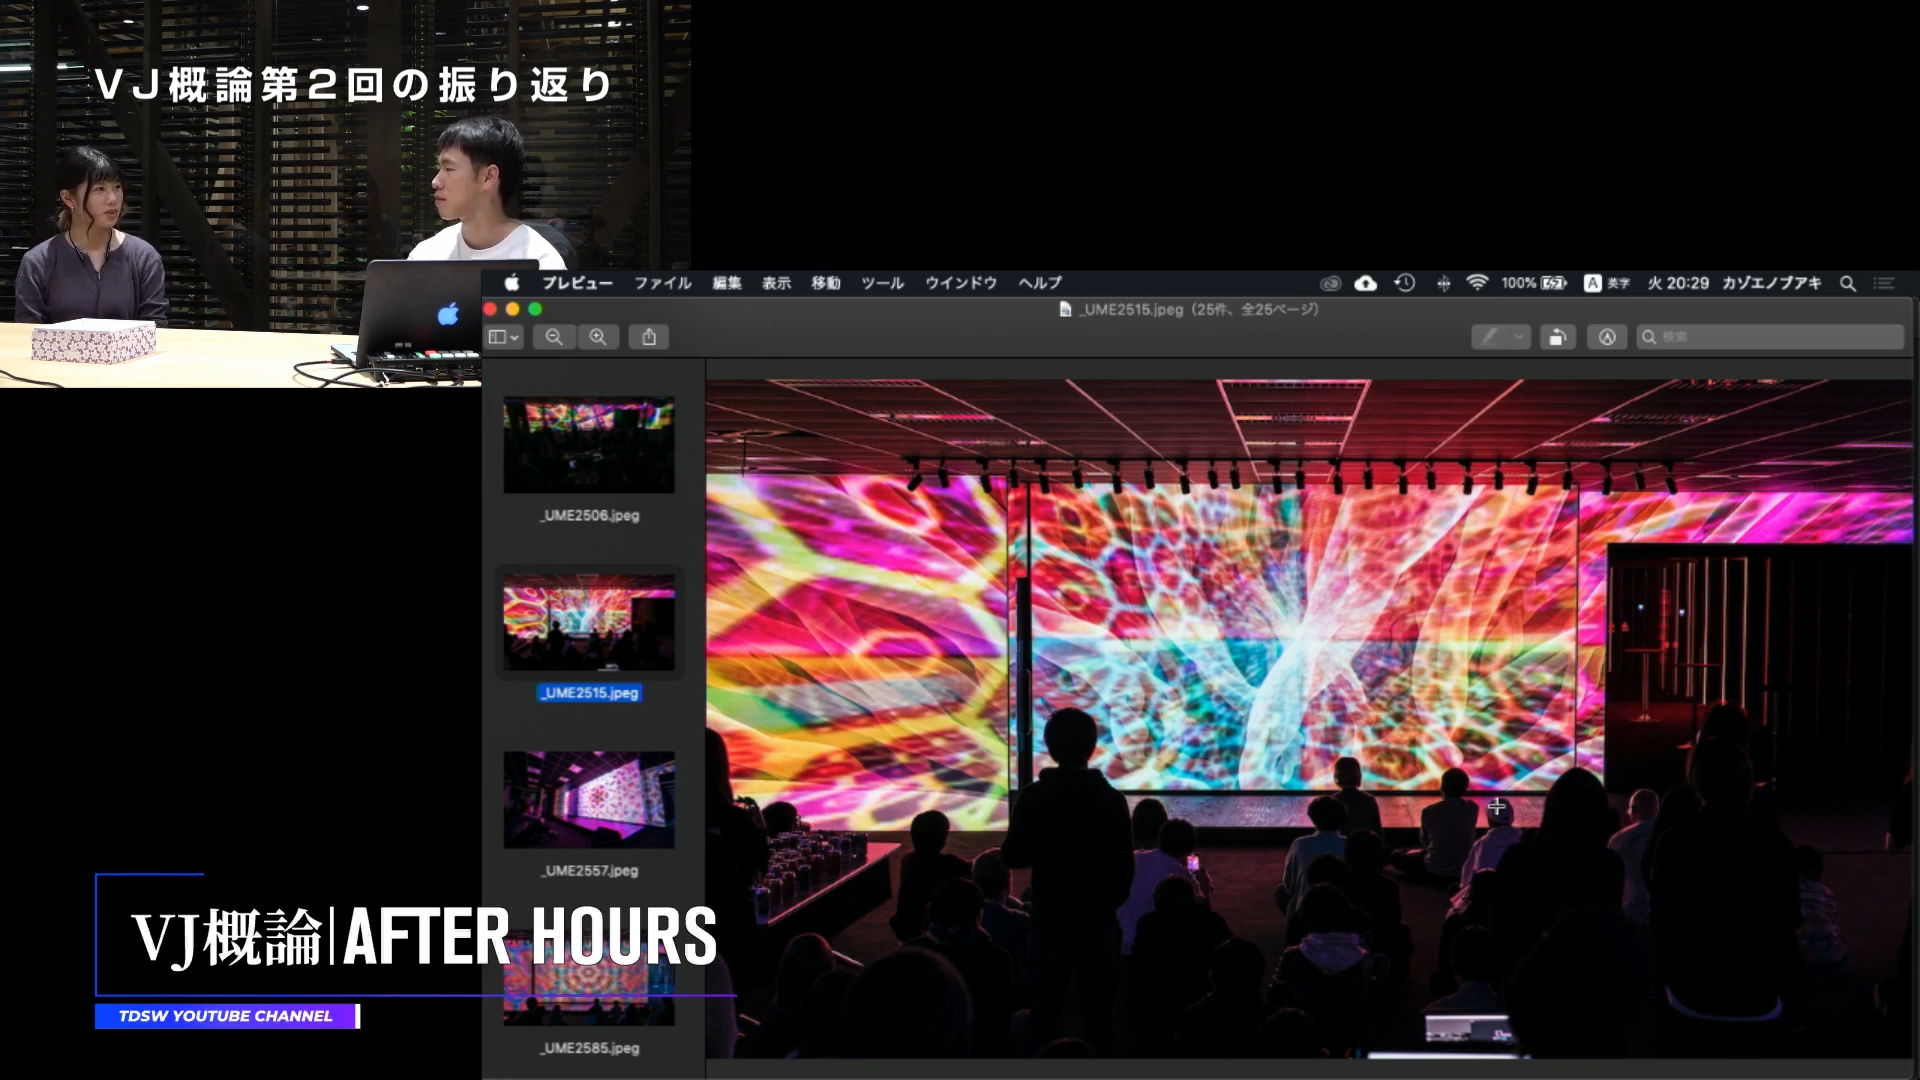 VJ概論第2回の振り返り
プレビュー ファイル 編集 表示 移動 ツール ウインドウ ヘルプ 100% A 英字 火 20:29 カゾエノブアキ
_UME2515.jpeg（25件、全25ページ）
検索
_UME2506.jpeg
_UME2515.jpeg
_UME2557.jpeg
VJ概論|AFTER HOURS
TDSW YOUTUBE CHANNEL
_UME2585.jpeg